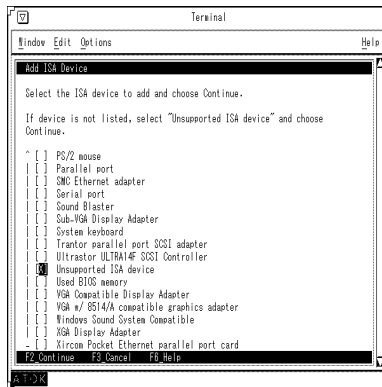 Terminal
Window Edit Options Help
Add ISA Device
Select the ISA device to add and choose Continue.
If device is not listed, select "Unsupported ISA device" and choose
Continue.
^ [ ] PS/2 mouse
| [ ] Parallel port
| [ ] SMC Ethernet adapter
| [ ] Serial port
| [ ] Sound Blaster
| [ ] Sub-VGA Display Adapter
| [ ] System keyboard
| [ ] Trantor parallel port SCSI adapter
| [ ] Ultrastor ULTRA14F SCSI Controller
| [X] Unsupported ISA device
| [ ] Used BIOS memory
| [ ] VGA Compatible Display Adapter
| [ ] VGA w/ 8514/A compatible graphics adapter
| [ ] Windows Sound System Compatible
| [ ] XGA Display Adapter
- [ ] Xircom Pocket Ethernet parallel port card
F2_Continue F3_Cancel F6_Help